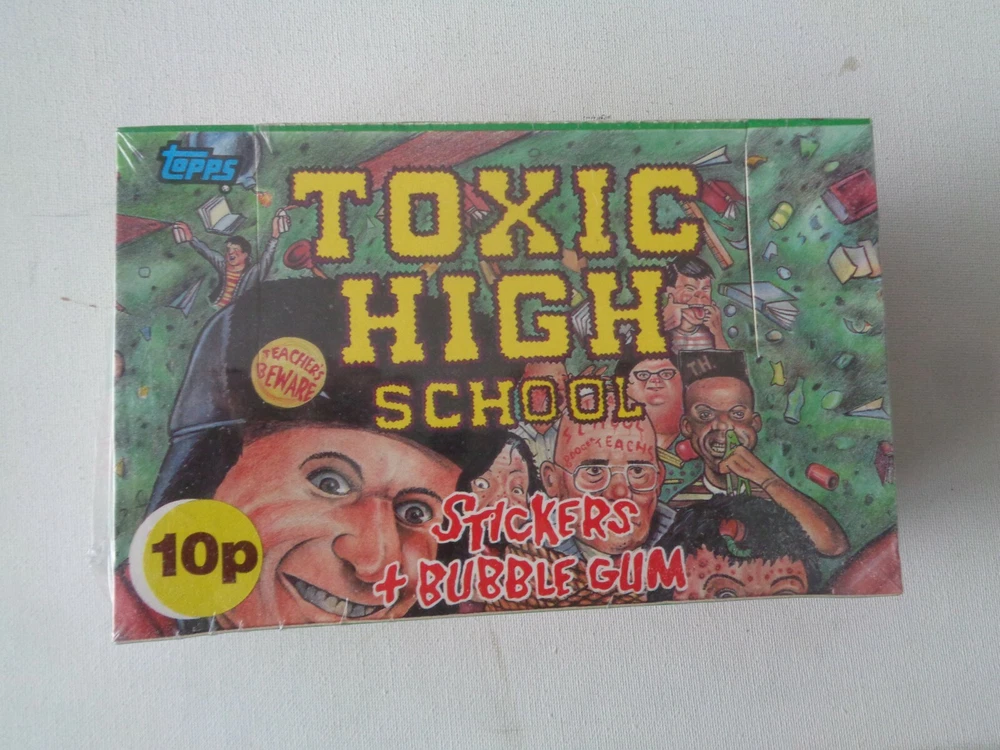 topps
TOXIC
HIGH
SCHOOL
TEACHERS
BEWARE
T.H.
STICKERS
+ BUBBLE GUM
10p